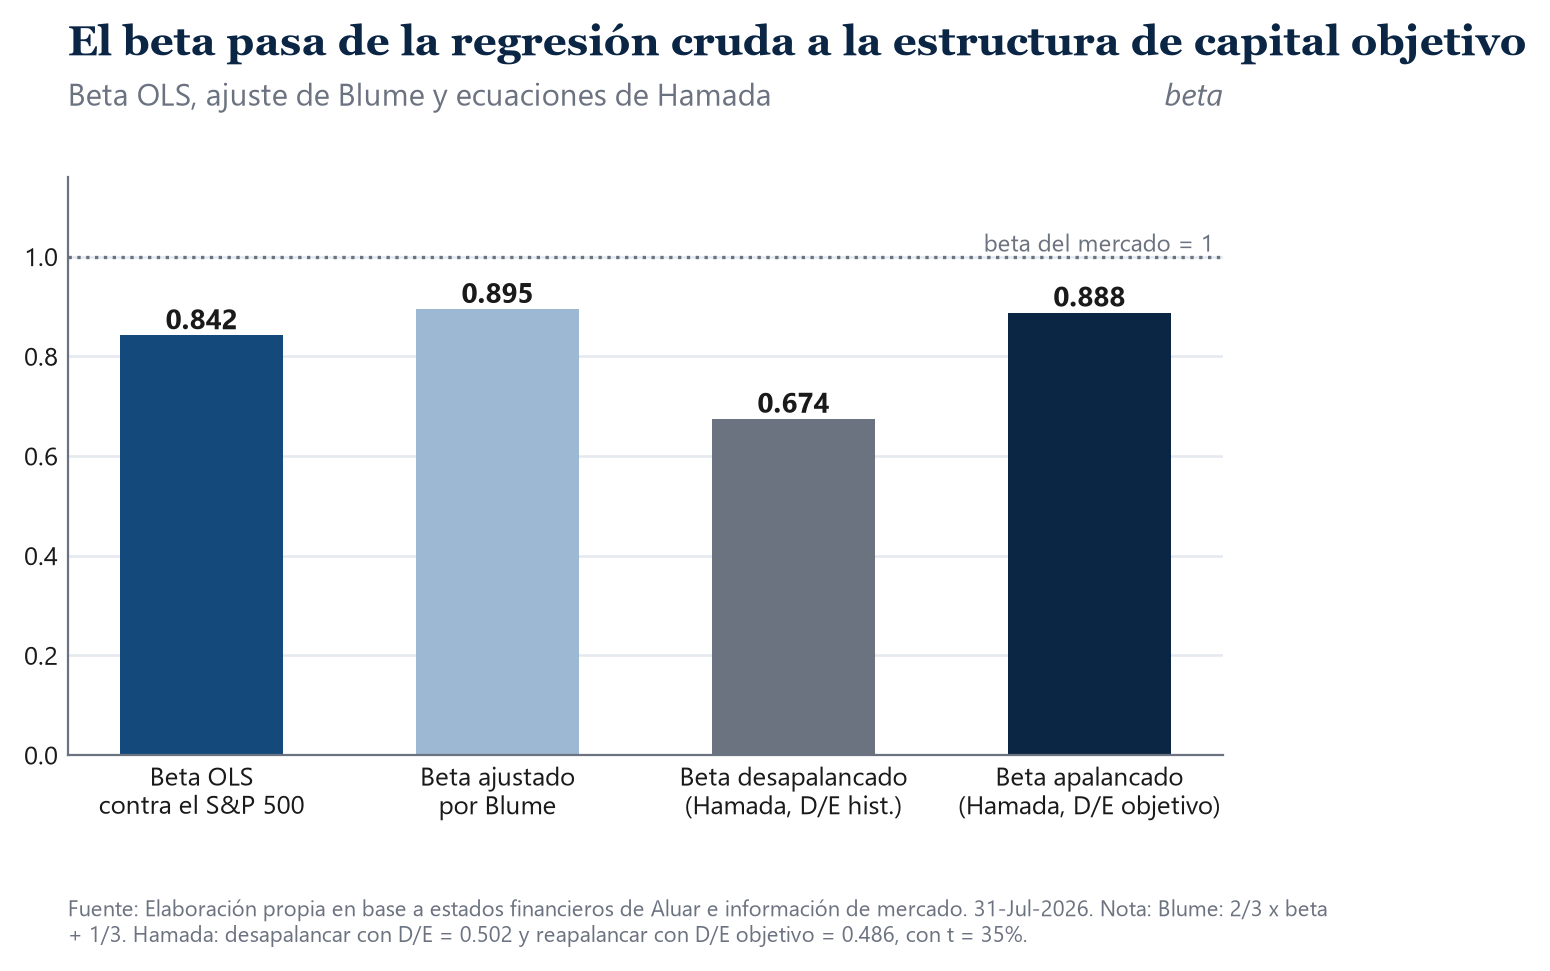 El beta pasa de la regresión cruda a la estructura de capital objetivo
Beta OLS, ajuste de Blume y ecuaciones de Hamada
beta
beta del mercado = 1
1.0
0.8
0.6
0.4
0.2
0.0
0.842
0.895
0.674
0.888
Beta OLS
contra el S&P 500
Beta ajustado
por Blume
Beta desapalancado
(Hamada, D/E hist.)
Beta apalancado
(Hamada, D/E objetivo)
Fuente: Elaboración propia en base a estados financieros de Aluar e información de mercado. 31-Jul-2026. Nota: Blume: 2/3 x beta
+ 1/3. Hamada: desapalancar con D/E = 0.502 y reapalancar con D/E objetivo = 0.486, con t = 35%.